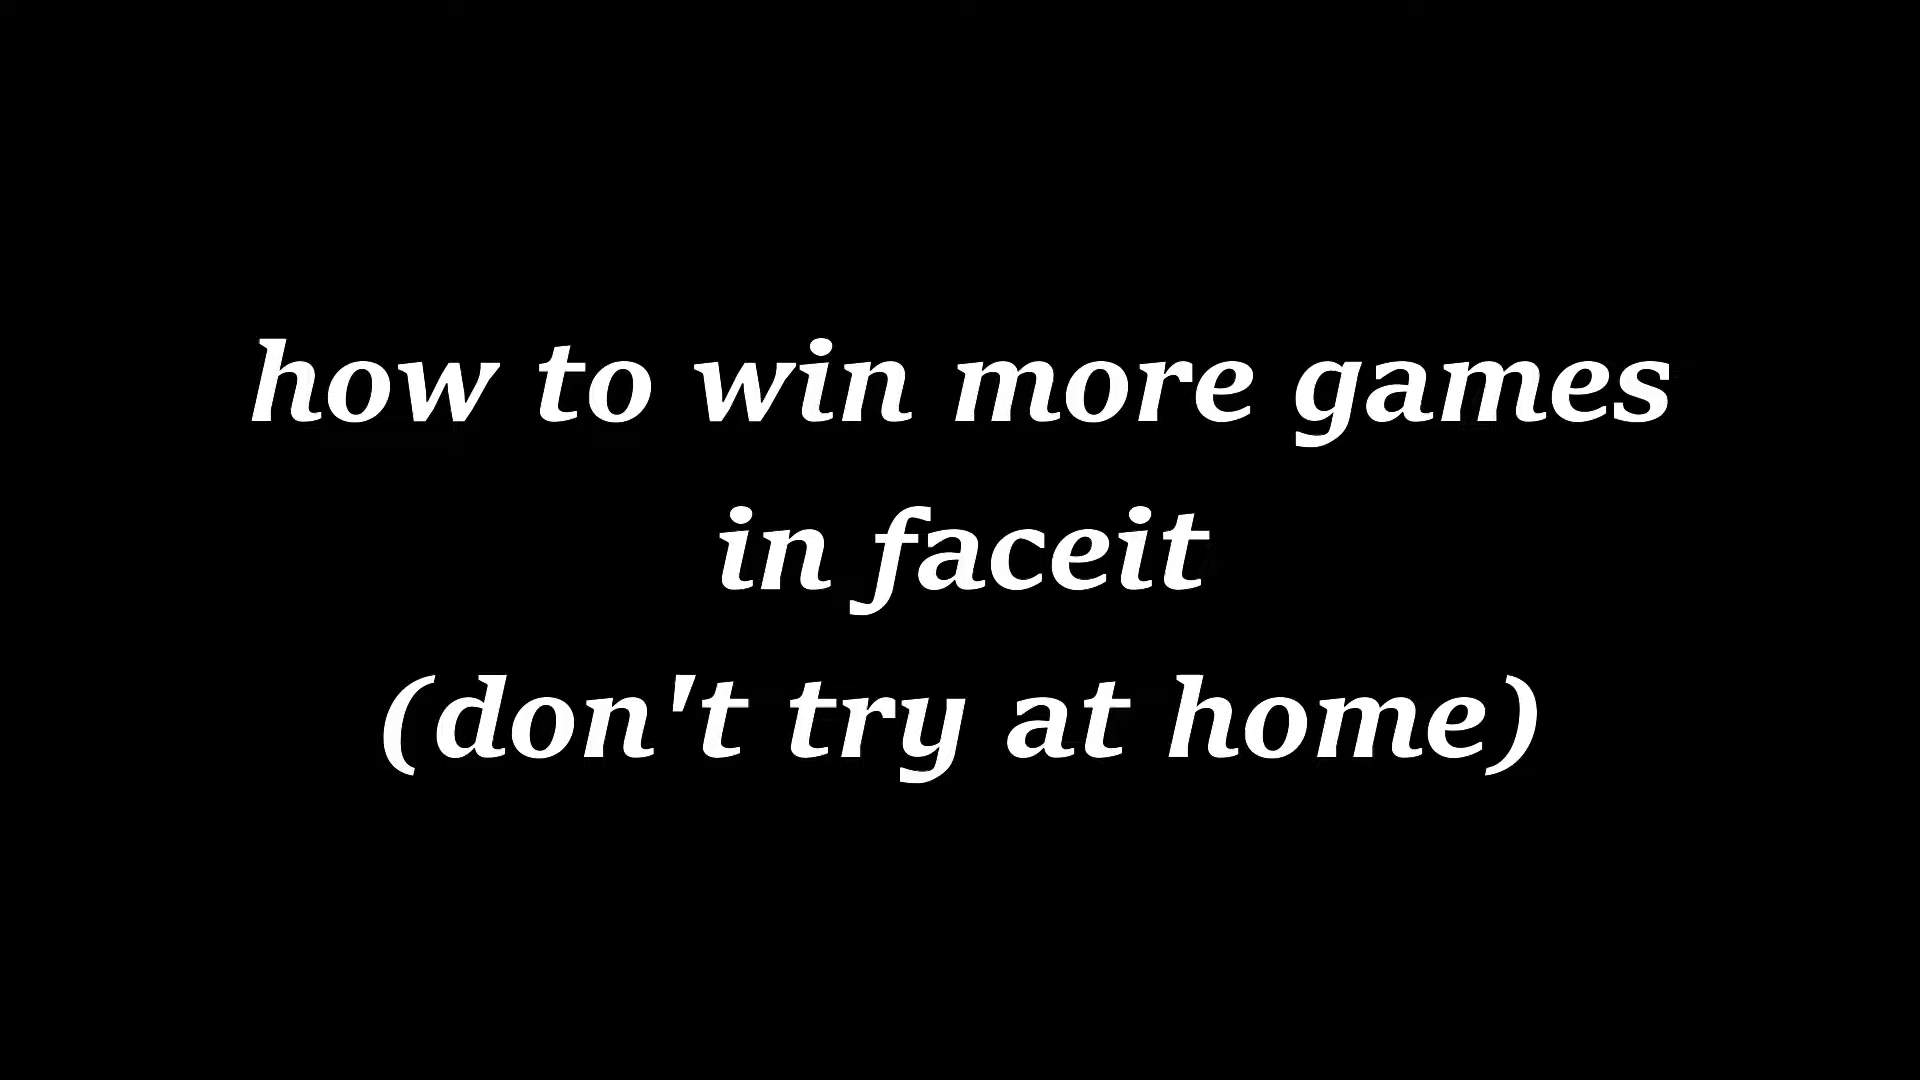 how to win more games
in faceit
(don't try at home)